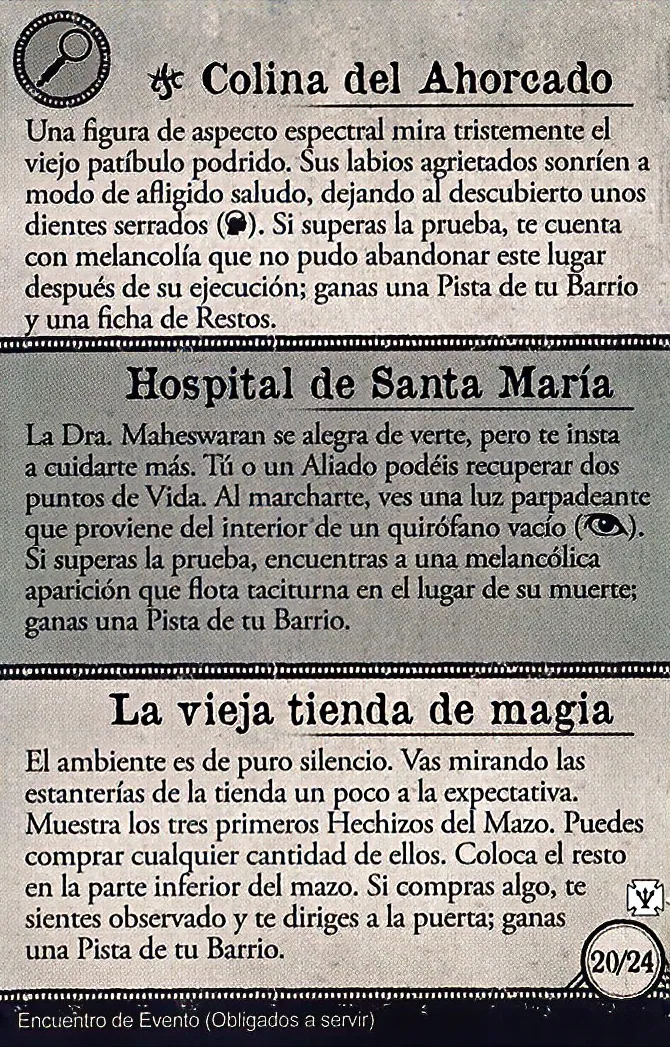 Colina del Ahorcado
Una figura de aspecto espectral mira tristemente el
viejo patíbulo podrido. Sus labios agrietados sonríen a
modo de afligido saludo, dejando al descubierto unos
dientes serrados ( ). Si superas la prueba, te cuenta
con melancolía que no pudo abandonar este lugar
después de su ejecución; ganas una Pista de tu Barrio
y una ficha de Restos.
Hospital de Santa María
La Dra. Maheswaran se alegra de verte, pero te insta
a cuidarte más. Tú o un Aliado podéis recuperar dos
puntos de Vida. Al marcharte, ves una luz parpadeante
que proviene del interior de un quirófano vacío ( ).
Si superas la prueba, encuentras a una melancólica
aparición que flota taciturna en el lugar de su muerte;
ganas una Pista de tu Barrio.
La vieja tienda de magia
El ambiente es de puro silencio. Vas mirando las
estanterías de la tienda un poco a la expectativa.
Muestra los tres primeros Hechizos del Mazo. Puedes
comprar cualquier cantidad de ellos. Coloca el resto
en la parte inferior del mazo. Si compras algo, te
sientes observado y te diriges a la puerta; ganas
una Pista de tu Barrio.
20/24
Encuentro de Evento (Obligados a servir)